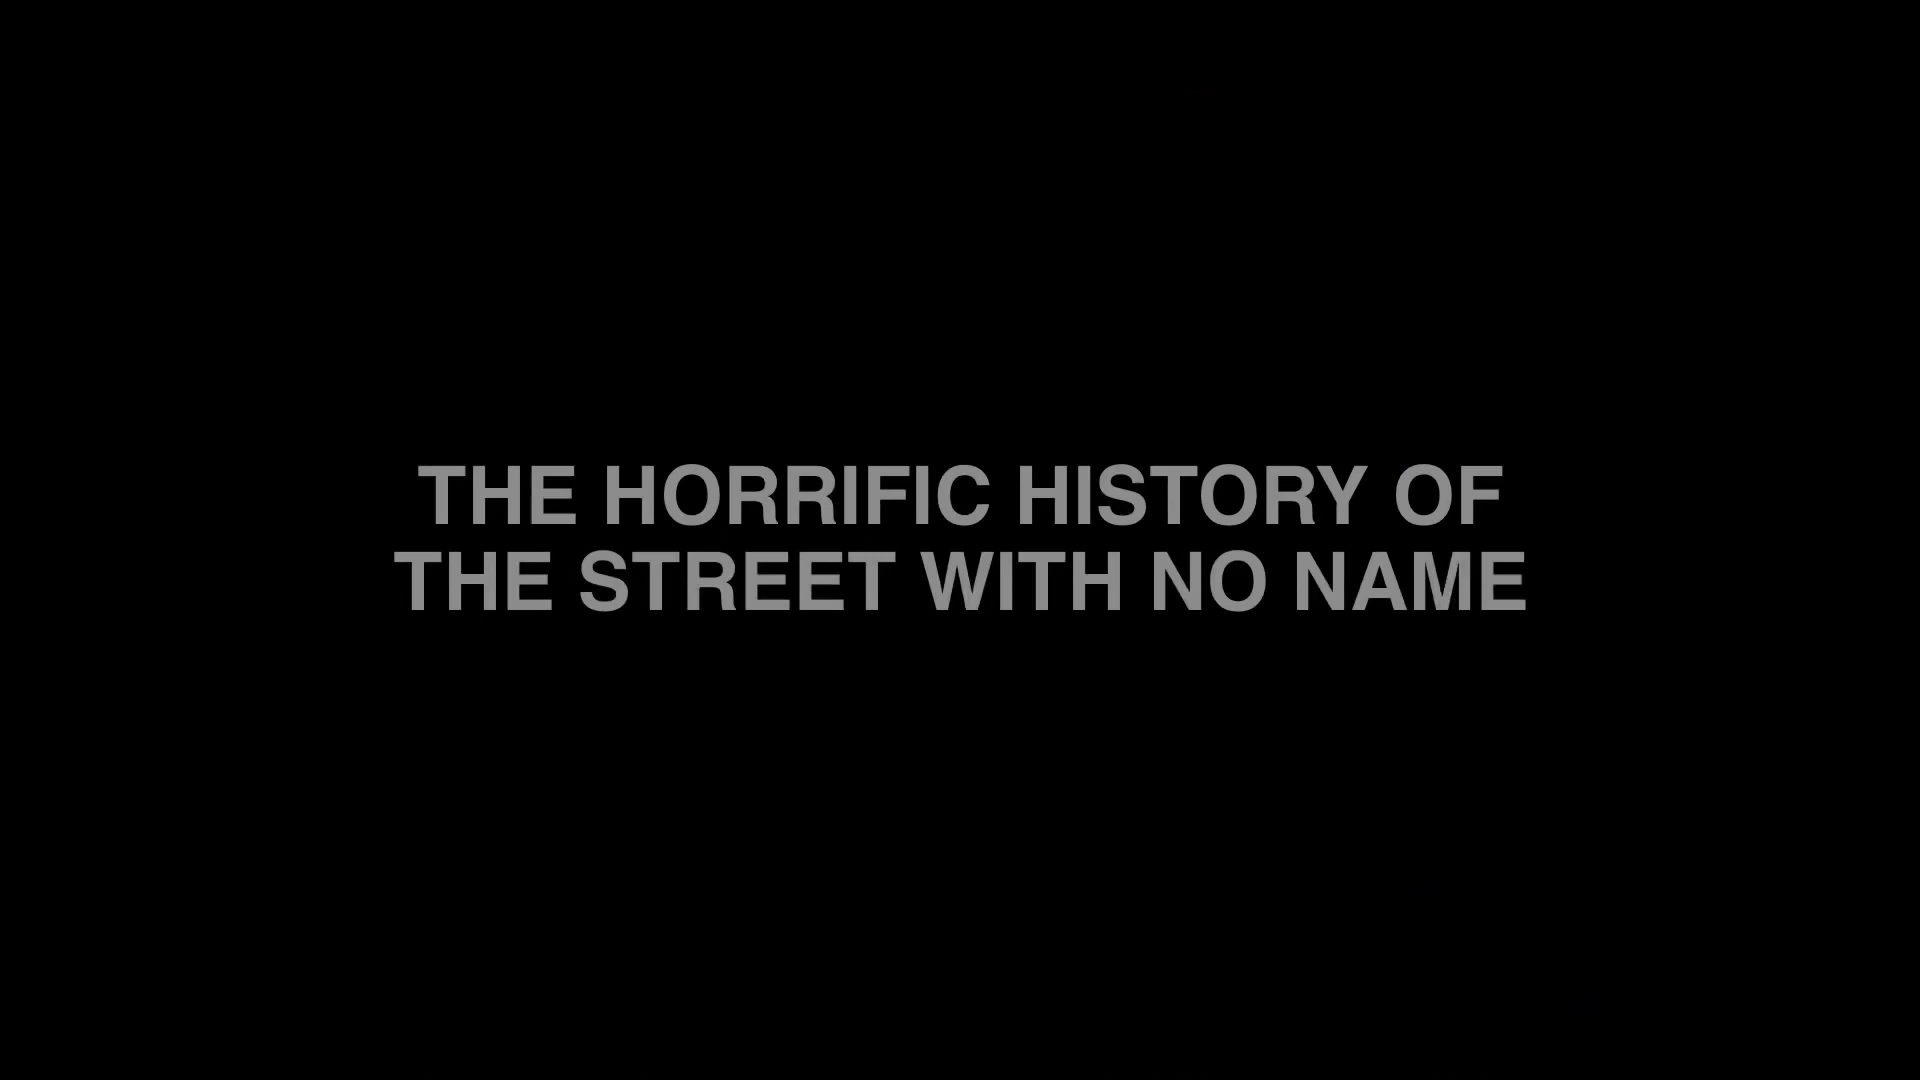 THE HORRIFIC HISTORY OF
THE STREET WITH NO NAME